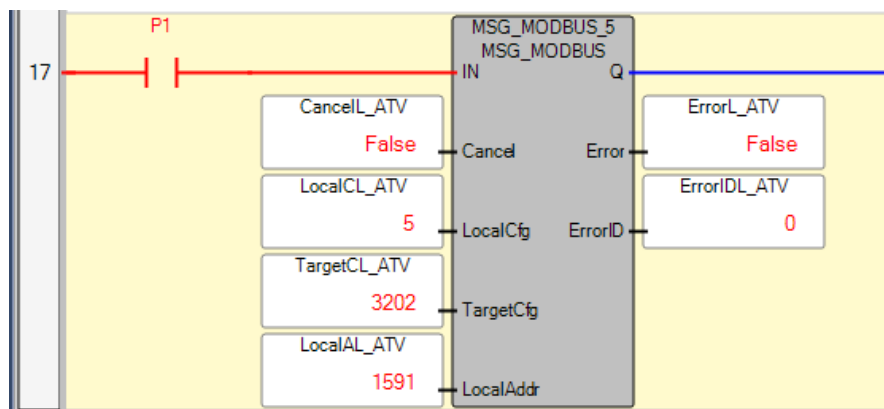 P1
MSG_MODBUS_5
MSG_MODBUS
17
IN
Q
CancelL_ATV
False
Cancel
ErrorL_ATV
False
Error
LocalCL_ATV
5
LocalCfg
ErrorIDL_ATV
0
ErrorID
TargetCL_ATV
3202
TargetCfg
LocalAL_ATV
1591
LocalAddr